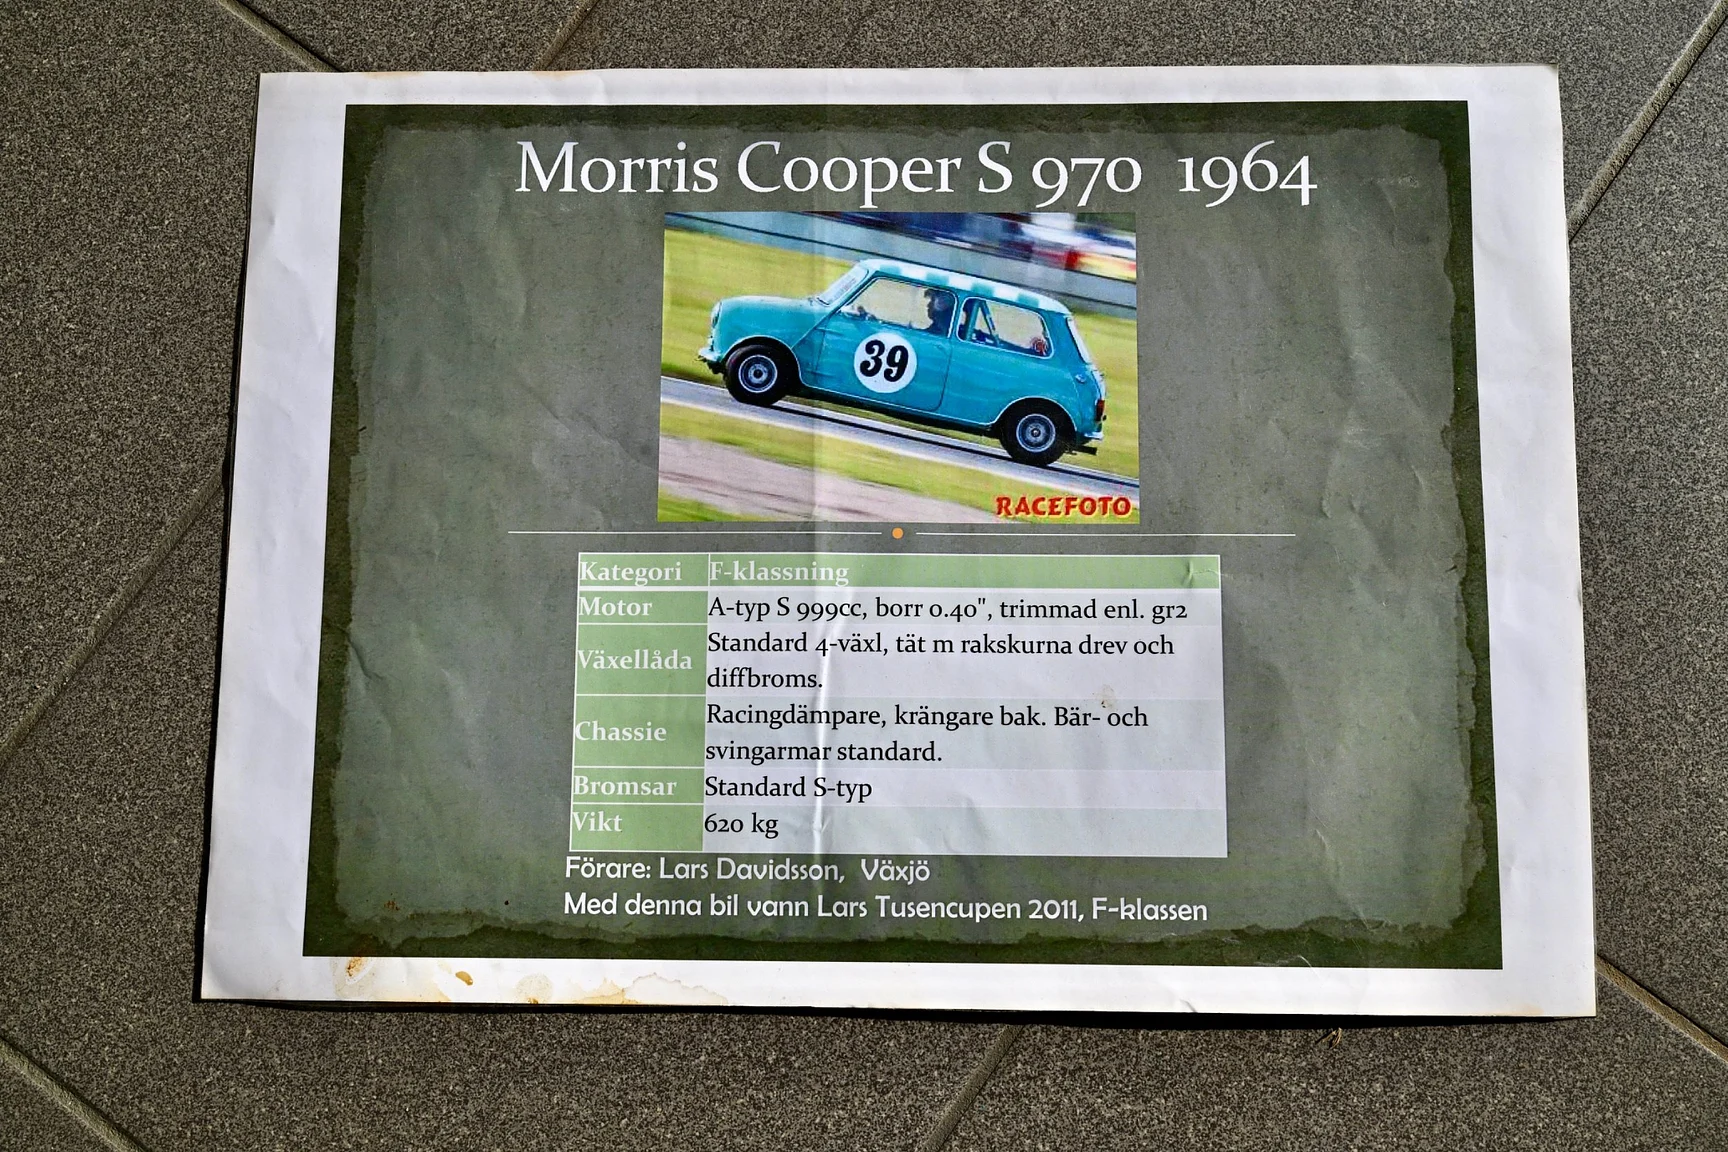 Morris Cooper S 970 1964
39
RACEFOTO
Kategori F-klassning
Motor A-typ S 999cc, borr 0.40", trimmad enl. gr2
Växellåda Standard 4-växl, tät m rakskurna drev och
diffbroms.
Chassie Racingdämpare, krängare bak. Bär- och
svingarmar standard.
Bromsar Standard S-typ
Vikt 620 kg
Förare: Lars Davidsson, Växjö
Med denna bil vann Lars Tusencupen 2011, F-klassen